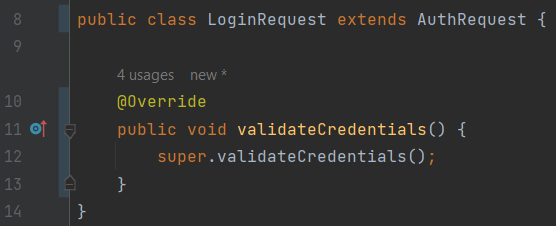 8 public class LoginRequest extends AuthRequest {
9
4 usages new *
10 @Override
11 public void validateCredentials() {
12 super.validateCredentials();
13 }
14 }